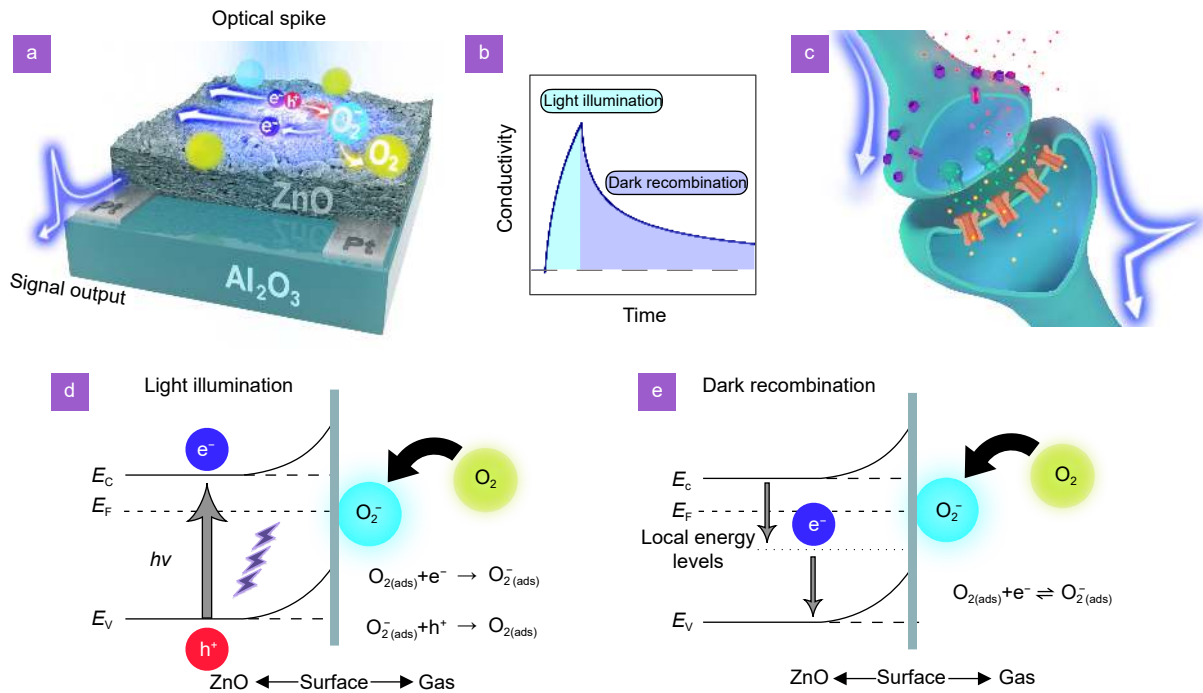 Optical spike
a
e⁻
h⁺
e⁻
O₂⁻
O₂
ZnO
Pt
Pt
Al₂O₃
Signal output
b
Light illumination
Dark recombination
Conductivity
Time
c
d
Light illumination
e⁻
E_C
E_F
hv
E_V
h⁺
O₂⁻
O₂
O₂(ads)+e⁻ → O₂⁻(ads)
O₂⁻(ads)+h⁺ → O₂(ads)
ZnO ← Surface → Gas
e
Dark recombination
E_c
E_F
e⁻
Local energy
levels
E_V
O₂⁻
O₂
O₂(ads)+e⁻ ⇌ O₂⁻(ads)
ZnO ← Surface → Gas